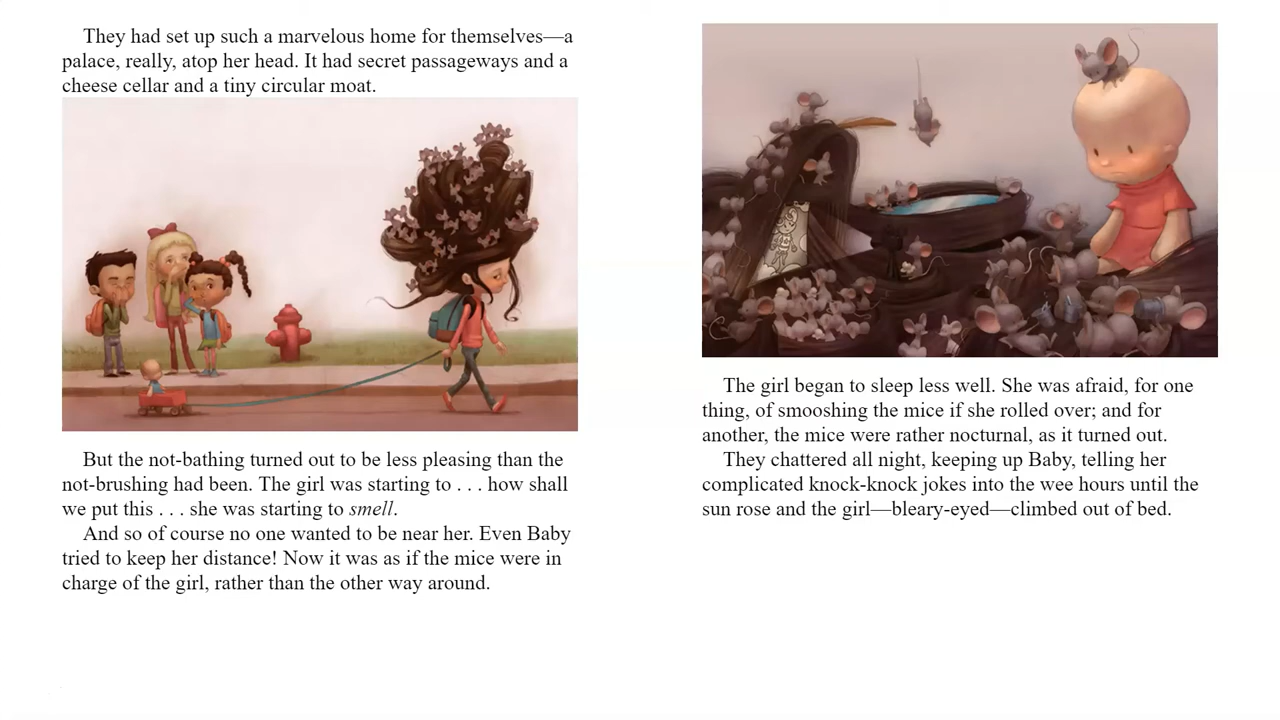 They had set up such a marvelous home for themselves—a
palace, really, atop her head. It had secret passageways and a
cheese cellar and a tiny circular moat.
But the not-bathing turned out to be less pleasing than the
not-brushing had been. The girl was starting to . . . how shall
we put this . . . she was starting to smell.
And so of course no one wanted to be near her. Even Baby
tried to keep her distance! Now it was as if the mice were in
charge of the girl, rather than the other way around.
The girl began to sleep less well. She was afraid, for one
thing, of smooshing the mice if she rolled over; and for
another, the mice were rather nocturnal, as it turned out.
They chattered all night, keeping up Baby, telling her
complicated knock-knock jokes into the wee hours until the
sun rose and the girl—bleary-eyed—climbed out of bed.